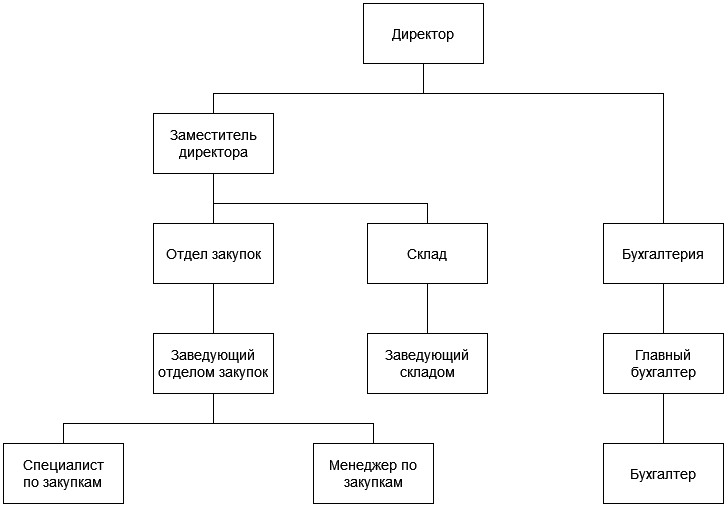 Директор
Заместитель
директора
Отдел закупок
Склад
Бухгалтерия
Заведующий
отделом закупок
Заведующий
складом
Главный
бухгалтер
Специалист
по закупкам
Менеджер по
закупкам
Бухгалтер